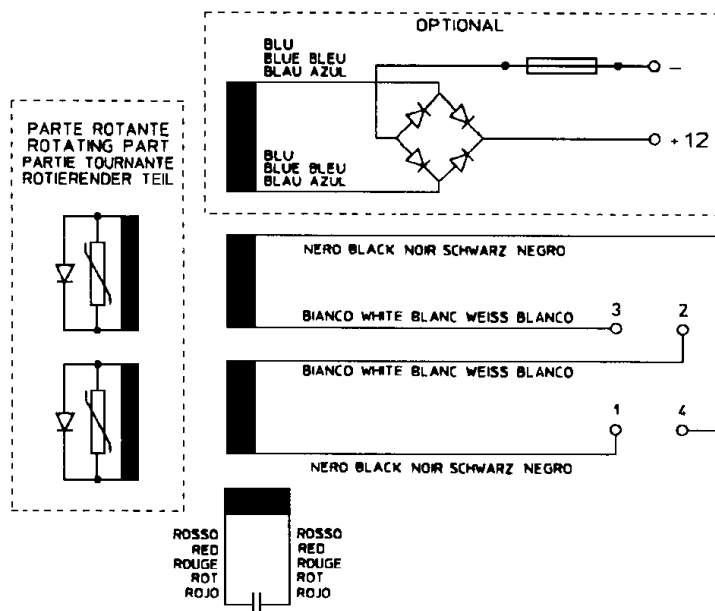 OPTIONAL
BLU
BLUE BLEU
BLAU AZUL
−
+12
BLU
BLUE BLEU
BLAU AZUL
PARTE ROTANTE
ROTATING PART
PARTIE TOURNANTE
ROTIERENDER TEIL
NERO BLACK NOIR SCHWARZ NEGRO
BIANCO WHITE BLANC WEISS BLANCO
3
2
BIANCO WHITE BLANC WEISS BLANCO
1
4
NERO BLACK NOIR SCHWARZ NEGRO
ROSSO
RED
ROUGE
ROT
ROJO
ROSSO
RED
ROUGE
ROT
ROJO